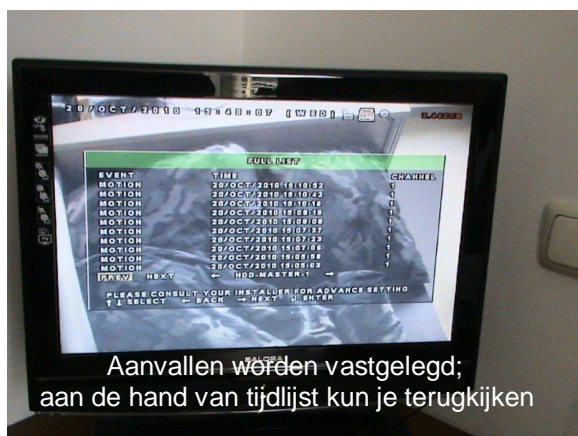 20/OCT/2010 15:40:07 (WED)
FULL LIST
EVENT TIME CHANNEL
MOTION 20/OCT/2010 15:10:52 1
MOTION 20/OCT/2010 15:10:42 1
MOTION 20/OCT/2010 15:10:16 1
MOTION 20/OCT/2010 15:08:18 1
MOTION 20/OCT/2010 15:08:08 1
MOTION 20/OCT/2010 15:07:37 1
MOTION 20/OCT/2010 15:07:23 1
MOTION 20/OCT/2010 15:07:08 1
MOTION 20/OCT/2010 15:05:58 1
MOTION 20/OCT/2010 15:05:03 1
PREV NEXT ← HDD-MASTER-1 →
PLEASE CONSULT YOUR INSTALLER FOR ADVANCE SETTING
↑↓ SELECT ← BACK → NEXT ↵ ENTER
SALORA
Aanvallen worden vastgelegd;
aan de hand van tijdlijst kun je terugkijken